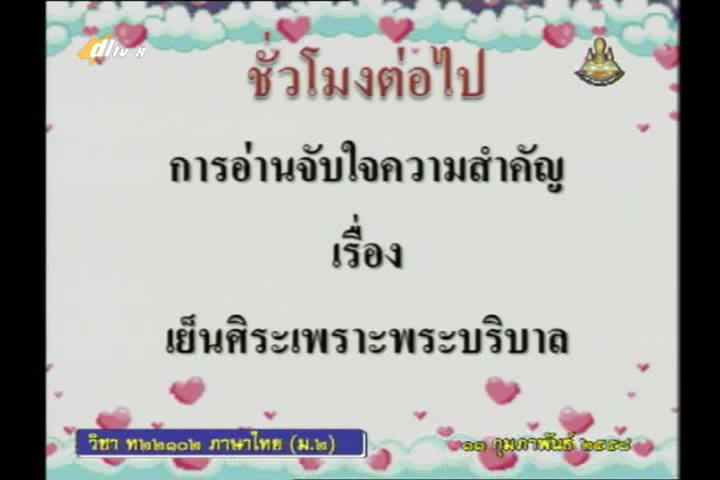 dltv 8
ชั่วโมงต่อไป
การอ่านจับใจความสำคัญ
เรื่อง
เย็นศิระเพราะพระบริบาล
วิชา ท๒๒๑๐๒ ภาษาไทย (ม.๒)
๑๑ กุมภาพันธ์ ๒๕๕๘